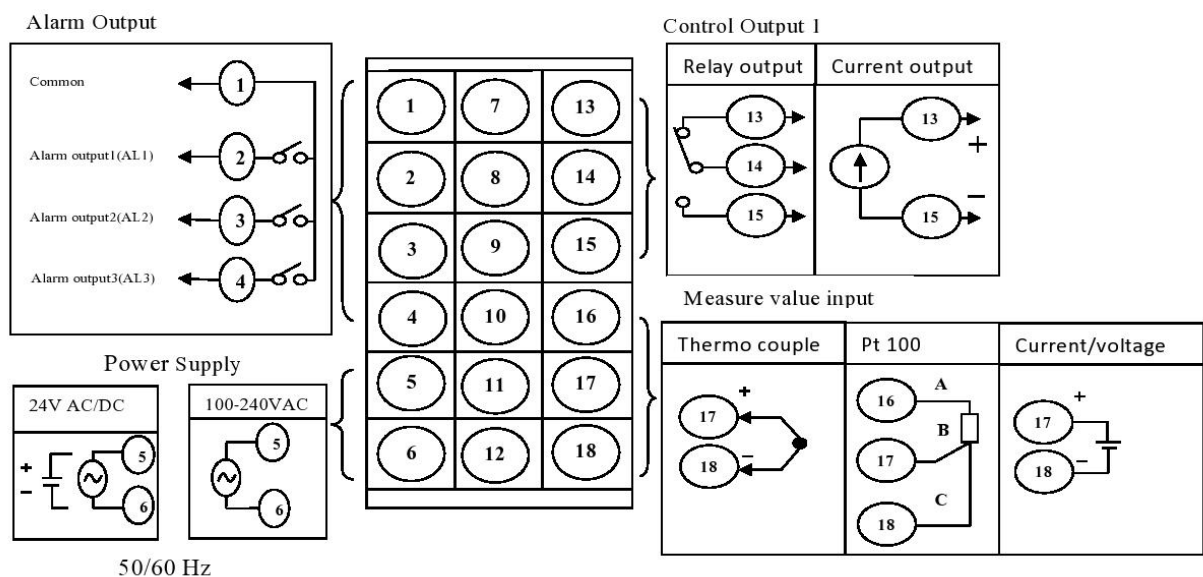 Alarm Output
Common
1
Alarm output1(AL1)
2
Alarm output2(AL2)
3
Alarm output3(AL3)
4
Power Supply
24V AC/DC
+
−
5
6
100-240VAC
5
6
50/60 Hz
1 7 13
2 8 14
3 9 15
4 10 16
5 11 17
6 12 18
Control Output 1
Relay output
13
14
15
Current output
13
+
−
15
Measure value input
Thermo couple
+
17
−
18
Pt 100
16
A
B
17
C
18
Current/voltage
+
17
−
18